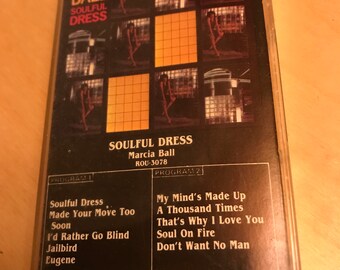 SOULFUL
DRESS
SOULFUL DRESS
Marcia Ball
ROU-3078
PROGRAM 1
Soulful Dress
Made Your Move Too
Soon
I'd Rather Go Blind
Jailbird
Eugene
PROGRAM 2
My Mind's Made Up
A Thousand Times
That's Why I Love You
Soul On Fire
Don't Want No Man